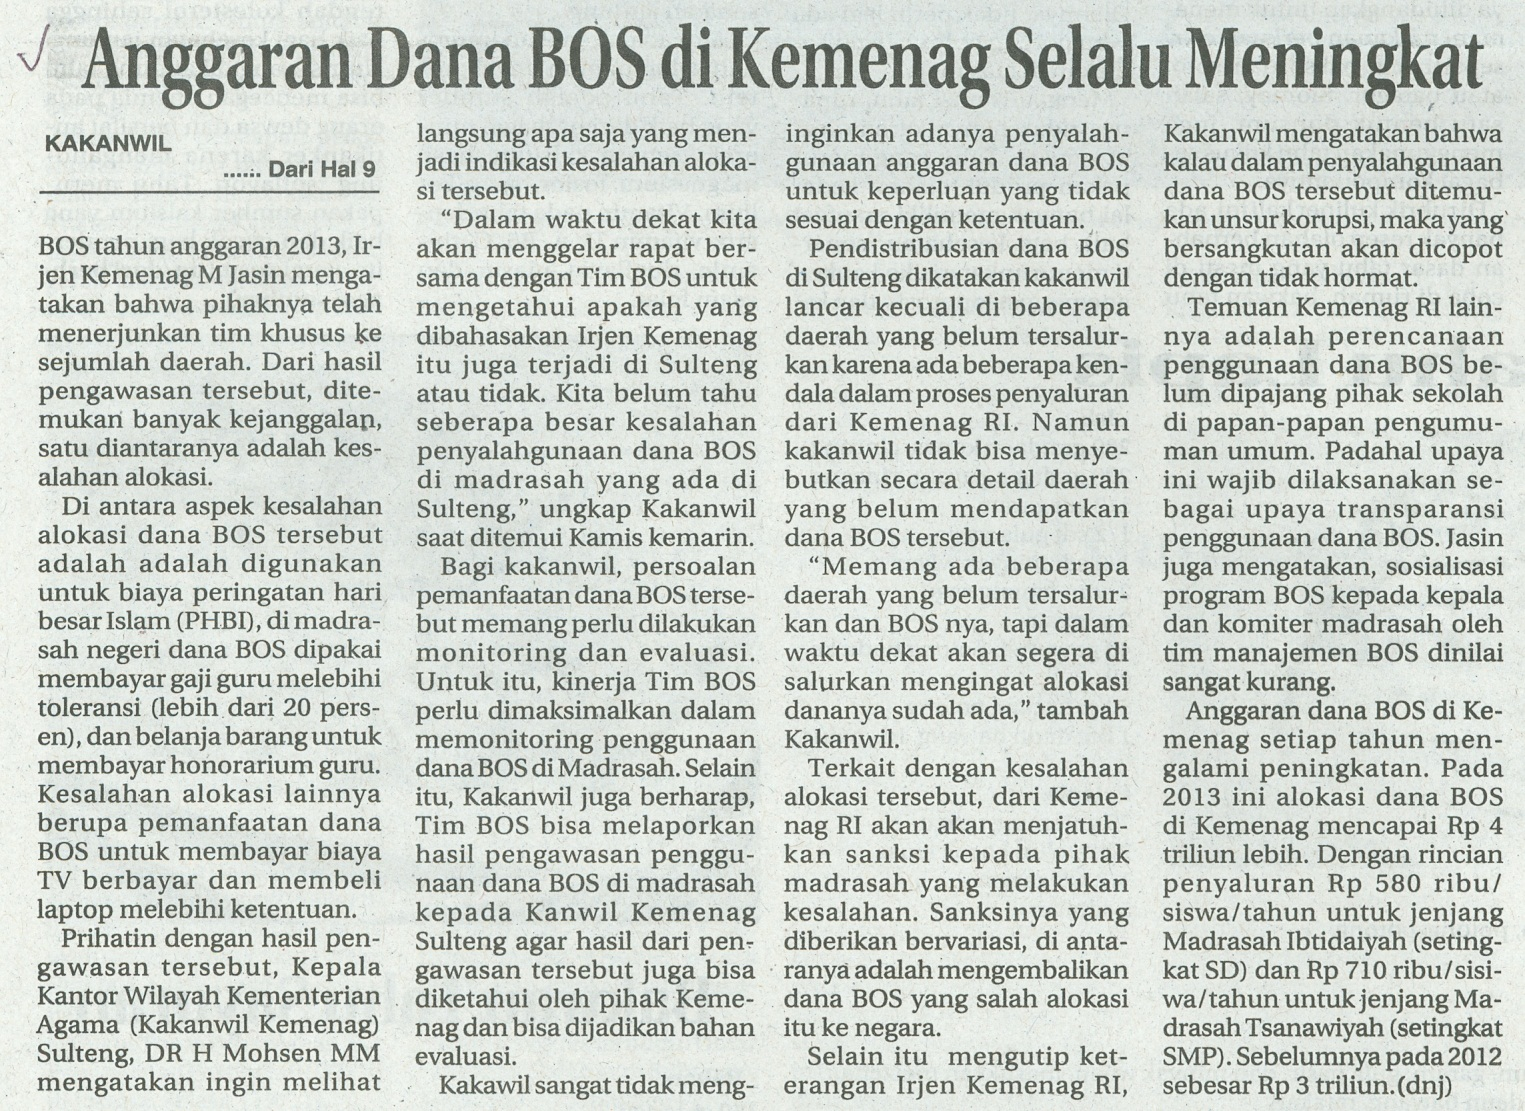 Anggaran Dana BOS di Kemenag Selalu Meningkat
KAKANWIL
...... Dari Hal 9
BOS tahun anggaran 2013, Ir-
jen Kemenag M Jasin menga-
takan bahwa pihaknya telah
menerjunkan tim khusus ke
sejumlah daerah. Dari hasil
pengawasan tersebut, dite-
mukan banyak kejanggalan,
satu diantaranya adalah kes-
alahan alokasi.
Di antara aspek kesalahan
alokasi dana BOS tersebut
adalah adalah digunakan
untuk biaya peringatan hari
besar Islam (PHBI), di madra-
sah negeri dana BOS dipakai
membayar gaji guru melebihi
toleransi (lebih dari 20 pers-
en), dan belanja barang untuk
membayar honorarium guru.
Kesalahan alokasi lainnya
berupa pemanfaatan dana
BOS untuk membayar biaya
TV berbayar dan membeli
laptop melebihi ketentuan.
Prihatin dengan hasil pen-
gawasan tersebut, Kepala
Kantor Wilayah Kementerian
Agama (Kakanwil Kemenag)
Sulteng, DR H Mohsen MM
mengatakan ingin melihat
langsung apa saja yang men-
jadi indikasi kesalahan aloka-
si tersebut.
"Dalam waktu dekat kita
akan menggelar rapat ber-
sama dengan Tim BOS untuk
mengetahui apakah yang
dibahasakan Irjen Kemenag
itu juga terjadi di Sulteng
atau tidak. Kita belum tahu
seberapa besar kesalahan
penyalahgunaan dana BOS
di madrasah yang ada di
Sulteng," ungkap Kakanwil
saat ditemui Kamis kemarin.
Bagi kakanwil, persoalan
pemanfaatan dana BOS terse-
but memang perlu dilakukan
monitoring dan evaluasi.
Untuk itu, kinerja Tim BOS
perlu dimaksimalkan dalam
memonitoring penggunaan
dana BOS di Madrasah. Selain
itu, Kakanwil juga berharap,
Tim BOS bisa melaporkan
hasil pengawasan penggu-
naan dana BOS di madrasah
kepada Kanwil Kemenag
Sulteng agar hasil dari pen-
gawasan tersebut juga bisa
diketahui oleh pihak Keme-
nag dan bisa dijadikan bahan
evaluasi.
Kakawil sangat tidak meng-
inginkan adanya penyalah-
gunaan anggaran dana BOS
untuk keperluan yang tidak
sesuai dengan ketentuan.
Pendistribusian dana BOS
di Sulteng dikatakan kakanwil
lancar kecuali di beberapa
daerah yang belum tersalur-
kan karena ada beberapa ken-
dala dalam proses penyaluran
dari Kemenag RI. Namun
kakanwil tidak bisa menye-
butkan secara detail daerah
yang belum mendapatkan
dana BOS tersebut.
"Memang ada beberapa
daerah yang belum tersalur-
kan dan BOS nya, tapi dalam
waktu dekat akan segera di
salurkan mengingat alokasi
dananya sudah ada," tambah
Kakanwil.
Terkait dengan kesalahan
alokasi tersebut, dari Keme-
nag RI akan akan menjatuh-
kan sanksi kepada pihak
madrasah yang melakukan
kesalahan. Sanksinya yang
diberikan bervariasi, di anta-
ranya adalah mengembalikan
dana BOS yang salah alokasi
itu ke negara.
Selain itu mengutip ket-
erangan Irjen Kemenag RI,
Kakanwil mengatakan bahwa
kalau dalam penyalahgunaan
dana BOS tersebut ditemu-
kan unsur korupsi, maka yang
bersangkutan akan dicopot
dengan tidak hormat.
Temuan Kemenag RI lain-
nya adalah perencanaan
penggunaan dana BOS be-
lum dipajang pihak sekolah
di papan-papan pengumu-
man umum. Padahal upaya
ini wajib dilaksanakan se-
bagai upaya transparansi
penggunaan dana BOS. Jasin
juga mengatakan, sosialisasi
program BOS kepada kepala
dan komiter madrasah oleh
tim manajemen BOS dinilai
sangat kurang.
Anggaran dana BOS di Ke-
menag setiap tahun men-
galami peningkatan. Pada
2013 ini alokasi dana BOS
di Kemenag mencapai Rp 4
triliun lebih. Dengan rincian
penyaluran Rp 580 ribu/
siswa/tahun untuk jenjang
Madrasah Ibtidaiyah (seting-
kat SD) dan Rp 710 ribu/sisi-
wa/tahun untuk jenjang Ma-
drasah Tsanawiyah (setingkat
SMP). Sebelumnya pada 2012
sebesar Rp 3 triliun.(dnj)